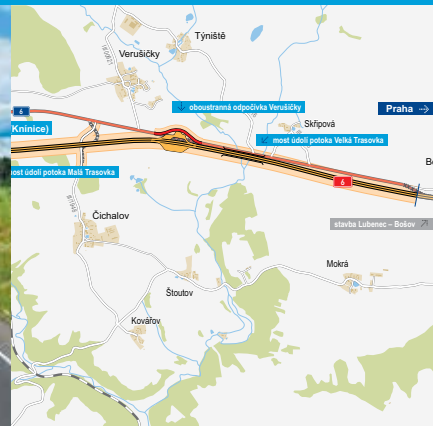 Týniště
Verušičky
oboustranná odpočívka Verušičky
6
Praha
Knínice)
Skřipová
most údolí potoka Velká Trasovka
most údolí potoka Malá Trasovka
6
Čichalov
stavba Lubenec – Bošov
Mokrá
Štoutov
Kovářov